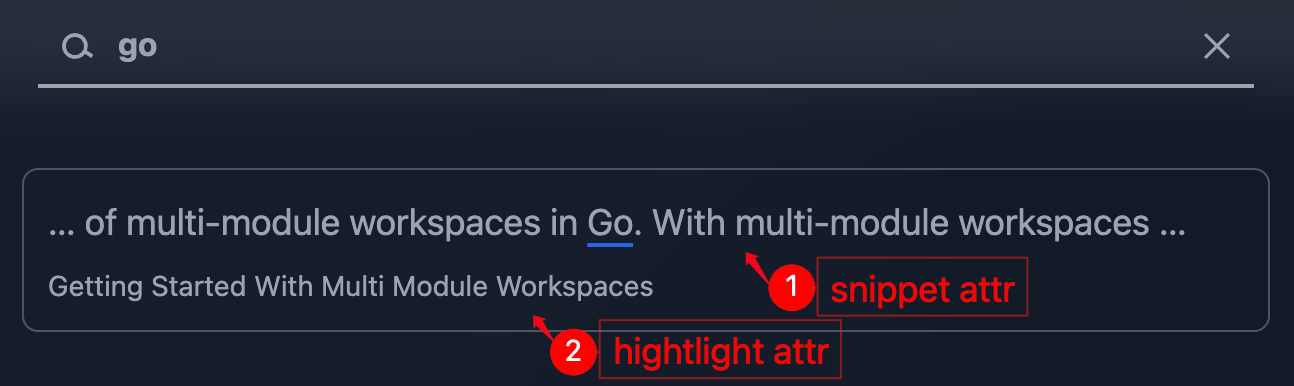 go
... of multi-module workspaces in Go. With multi-module workspaces ...
Getting Started With Multi Module Workspaces
1 snippet attr
2 hightlight attr